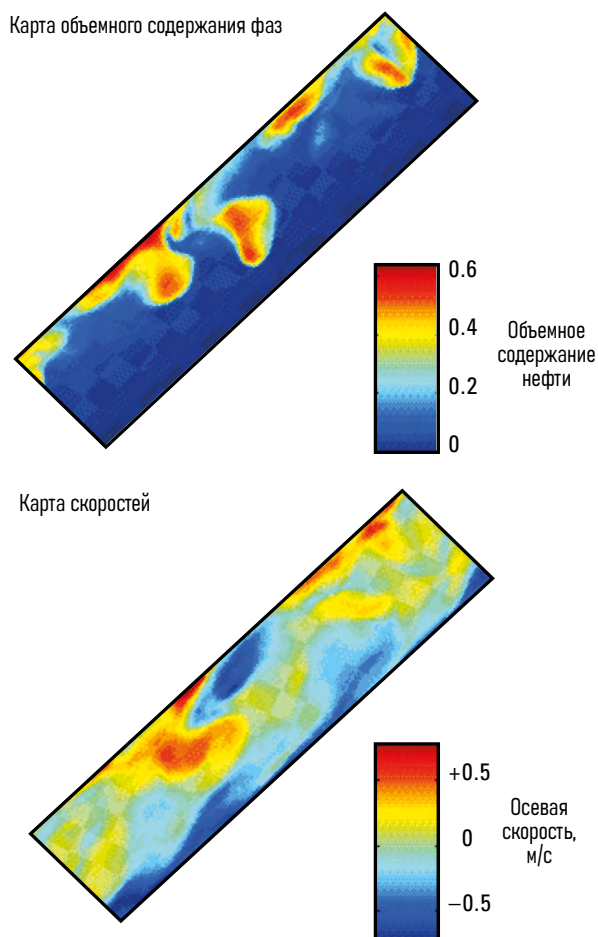 Карта объемного содержания фаз
0.6
0.4
0.2
0
Объемное
содержание
нефти
Карта скоростей
+0.5
0
–0.5
Осевая
скорость,
м/с